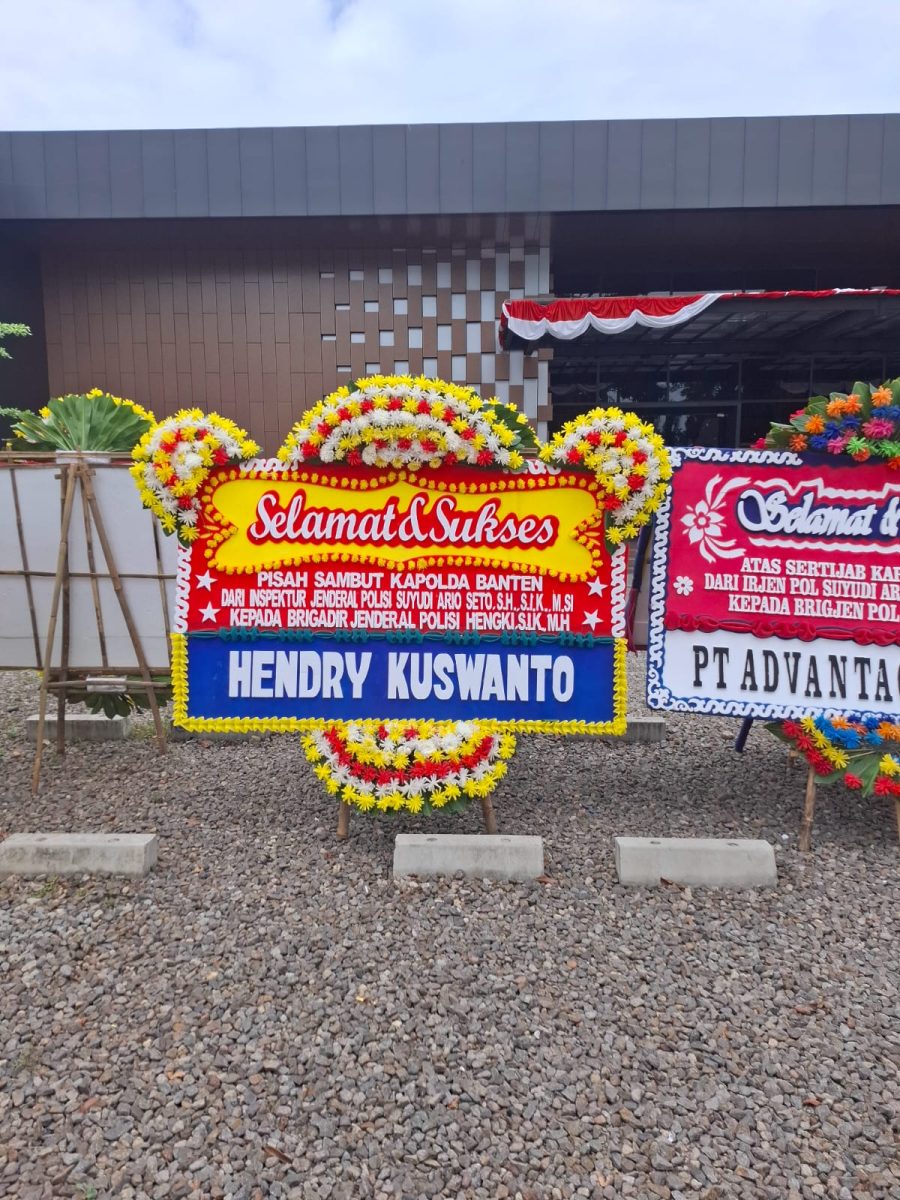 Selamat&Sukses
PISAH SAMBUT KAPOLDA BANTEN
DARI INSPEKTUR JENDERAL POLISI SUYUDI ARIO SETO. S.H., S.I.K., M.SI
KEPADA BRIGADIR JENDERAL POLISI HENGKI,S.I.K, M.H
HENDRY KUSWANTO
Selamat &
ATAS SERTIJAB
DARI IRJEN POL SUYUDI
KEPADA BRIGJEN POL
PT